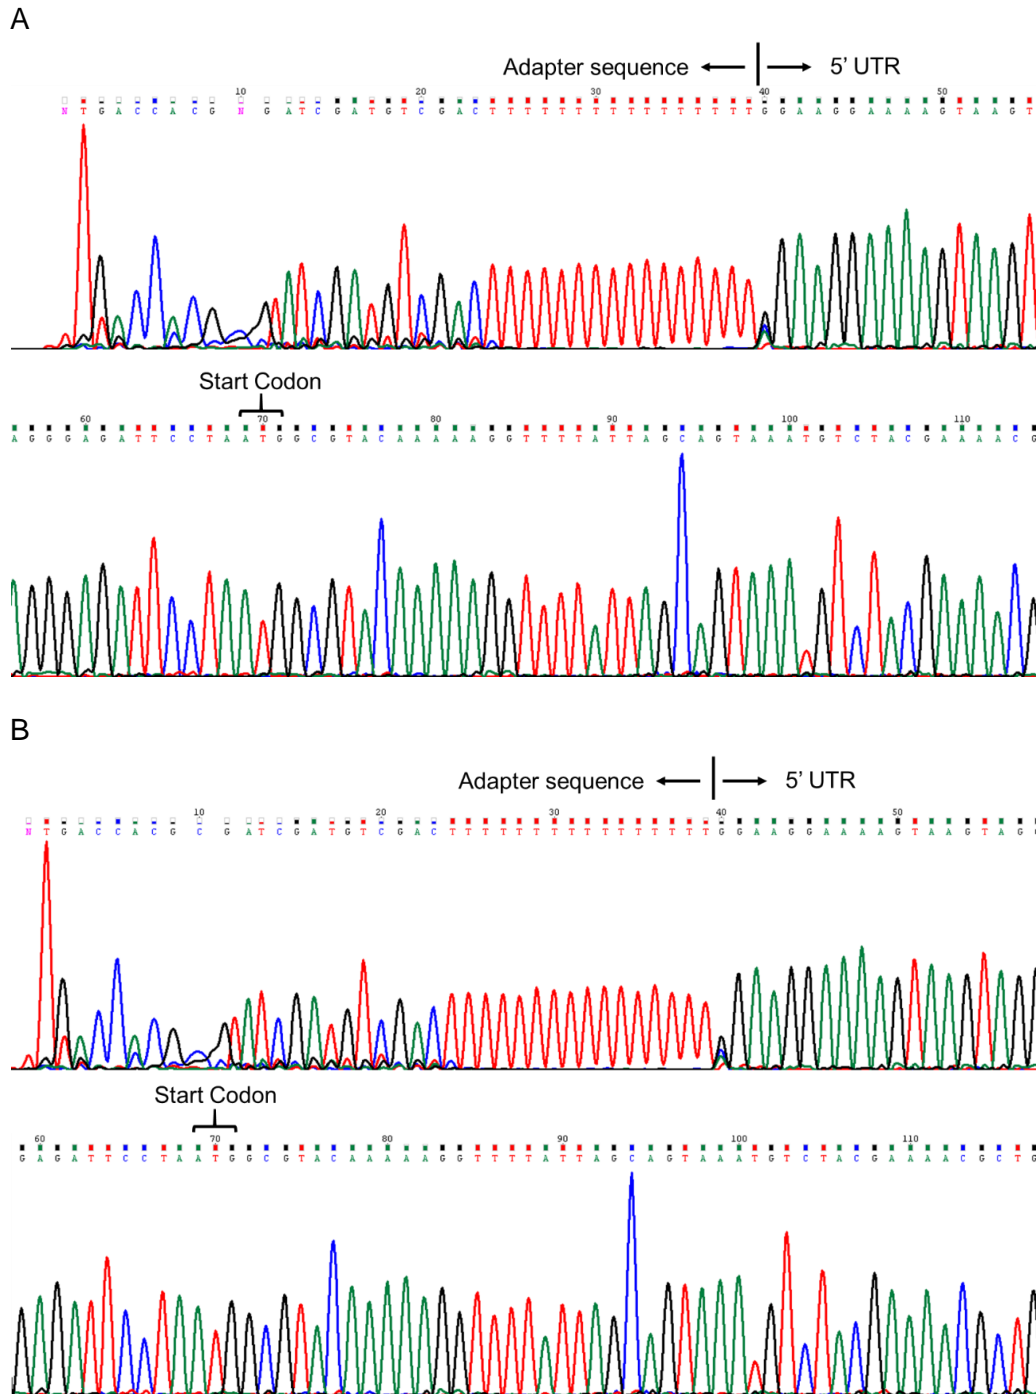 A
Adapter sequence 5' UTR
10 20 30 40 50
N T G A C C A C G N G A T C G A T G T C G A C T T T T T T T T T T T T T T T T G G A A G G A A A A G T A A G T
Start Codon
60 70 80 90 100 110
A G G G A G A T T C C T A A T G G C G T A C A A A A A G G T T T T A T T A G C A G T A A A T G T C T A C G A A A A C G
B
Adapter sequence 5' UTR
10 20 30 40 50
N T G A C C A C G C G A T C G A T G T C G A C T T T T T T T T T T T T T T T T G G A A G G A A A A G T A A G T A G G
Start Codon
60 70 80 90 100 110
G A G A T T C C T A A T G G C G T A C A A A A A G G T T T T A T T A G C A G T A A A T G T C T A C G A A A A C G C T G